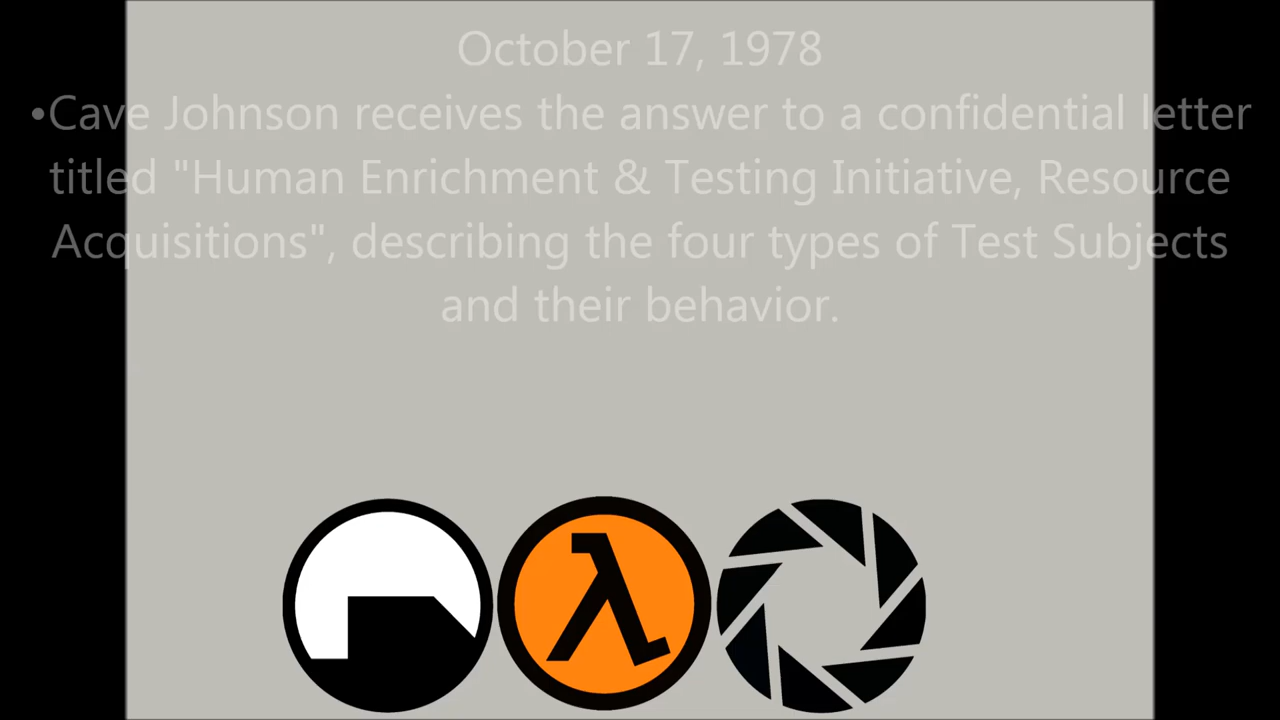 October 17, 1978
•Cave Johnson receives the answer to a confidential letter
titled "Human Enrichment & Testing Initiative, Resource
Acquisitions", describing the four types of Test Subjects
and their behavior.
λ